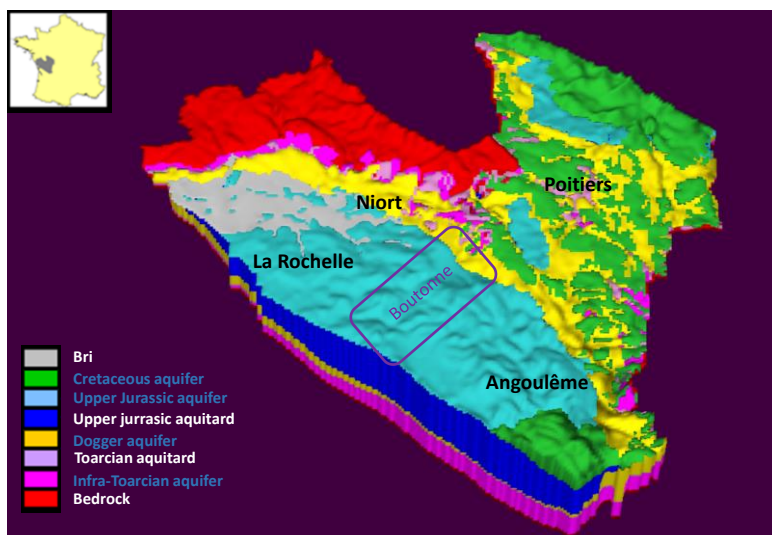 Poitiers
Niort
La Rochelle
Boutonne
Angoulême
Bri
Cretaceous aquifer
Upper Jurassic aquifer
Upper jurrasic aquitard
Dogger aquifer
Toarcian aquitard
Infra-Toarcian aquifer
Bedrock